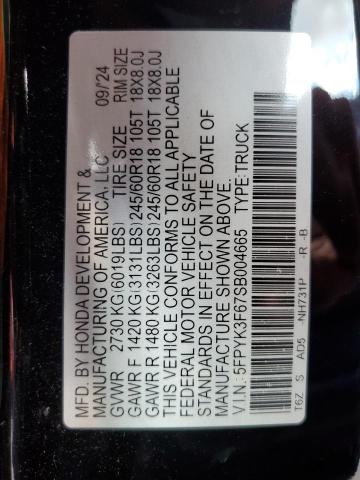 MFD. BY HONDA DEVELOPMENT &
MANUFACTURING OF AMERICA, LLC 09/24
GVWR 2730 KG(6019LBS) TIRE SIZE RIM SIZE
GAWR F 1420 KG(3131LBS)245/60R18 105T 18X8.0J
GAWR R 1480 KG(3263LBS)245/60R18 105T 18X8.0J
THIS VEHICLE CONFORMS TO ALL APPLICABLE
FEDERAL MOTOR VEHICLE SAFETY
STANDARDS IN EFFECT ON THE DATE OF
MANUFACTURE SHOWN ABOVE.
V.I.N.: 5FPYK3F67SB004665 TYPE: TRUCK
T6Z S AD5 -NH731P -R -B